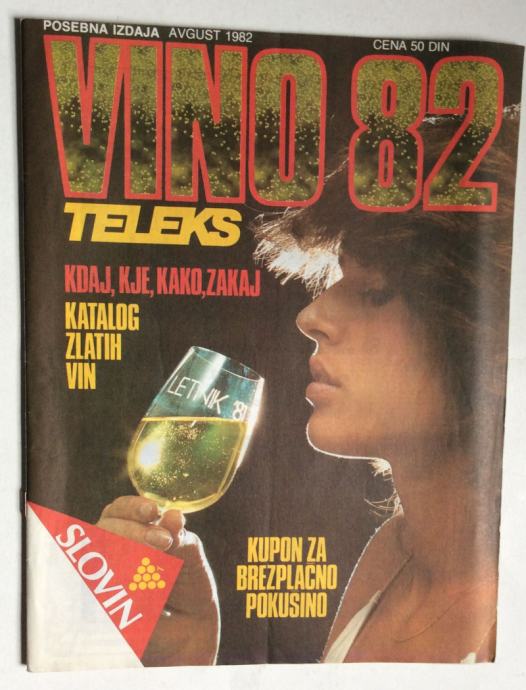 POSEBNA IZDAJA AVGUST 1982
CENA 50 DIN
VINO 82
TELEKS
KDAJ, KJE, KAKO, ZAKAJ
KATALOG
ZLATIH
VIN
LETNIK '81
SLOVIN
KUPON ZA
BREZPLAČNO
POKUSINO